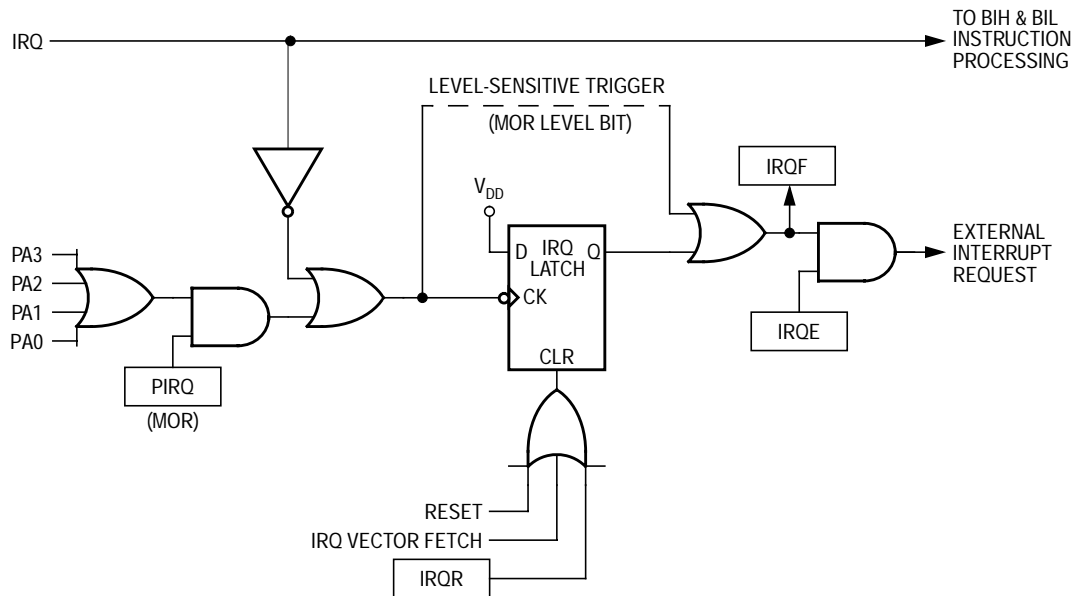 IRQ
TO BIH & BIL
INSTRUCTION
PROCESSING
LEVEL-SENSITIVE TRIGGER
(MOR LEVEL BIT)
IRQF
VDD
D
IRQ
LATCH
Q
CK
CLR
EXTERNAL
INTERRUPT
REQUEST
PA3
PA2
PA1
PA0
IRQE
PIRQ
(MOR)
RESET
IRQ VECTOR FETCH
IRQR